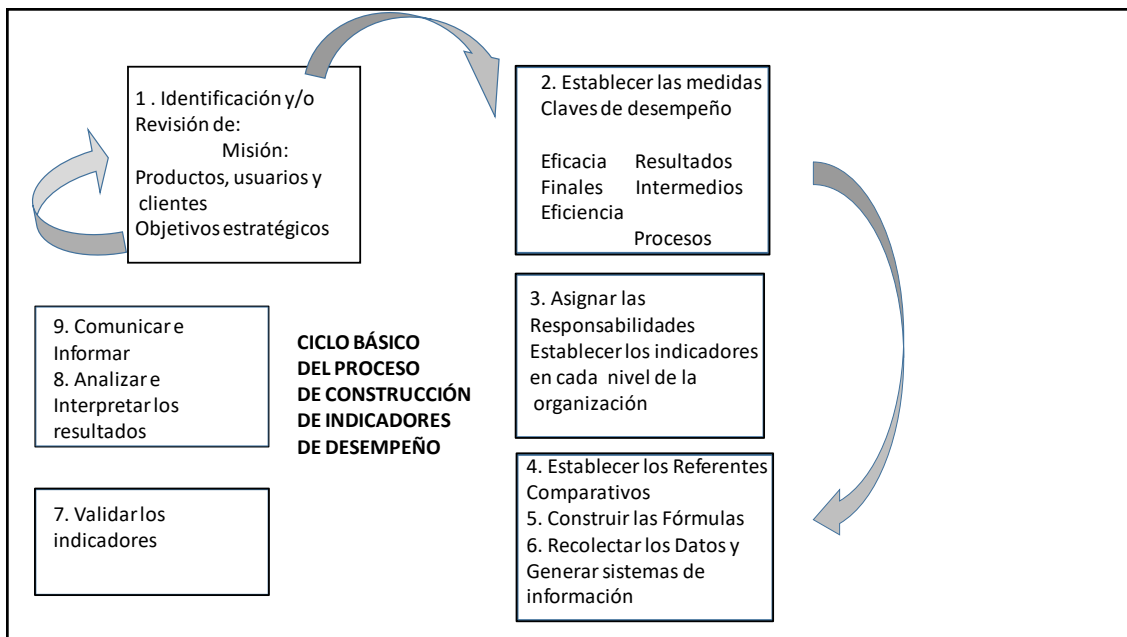 1 . Identificación y/o
Revisión de:
Misión:
Productos, usuarios y
clientes
Objetivos estratégicos
2. Establecer las medidas
Claves de desempeño
Eficacia Resultados
Finales Intermedios
Eficiencia
Procesos
3. Asignar las
Responsabilidades
Establecer los indicadores
en cada nivel de la
organización
4. Establecer los Referentes
Comparativos
5. Construir las Fórmulas
6. Recolectar los Datos y
Generar sistemas de
información
7. Validar los
indicadores
9. Comunicar e
Informar
8. Analizar e
Interpretar los
resultados
CICLO BÁSICO
DEL PROCESO
DE CONSTRUCCIÓN
DE INDICADORES
DE DESEMPEÑO